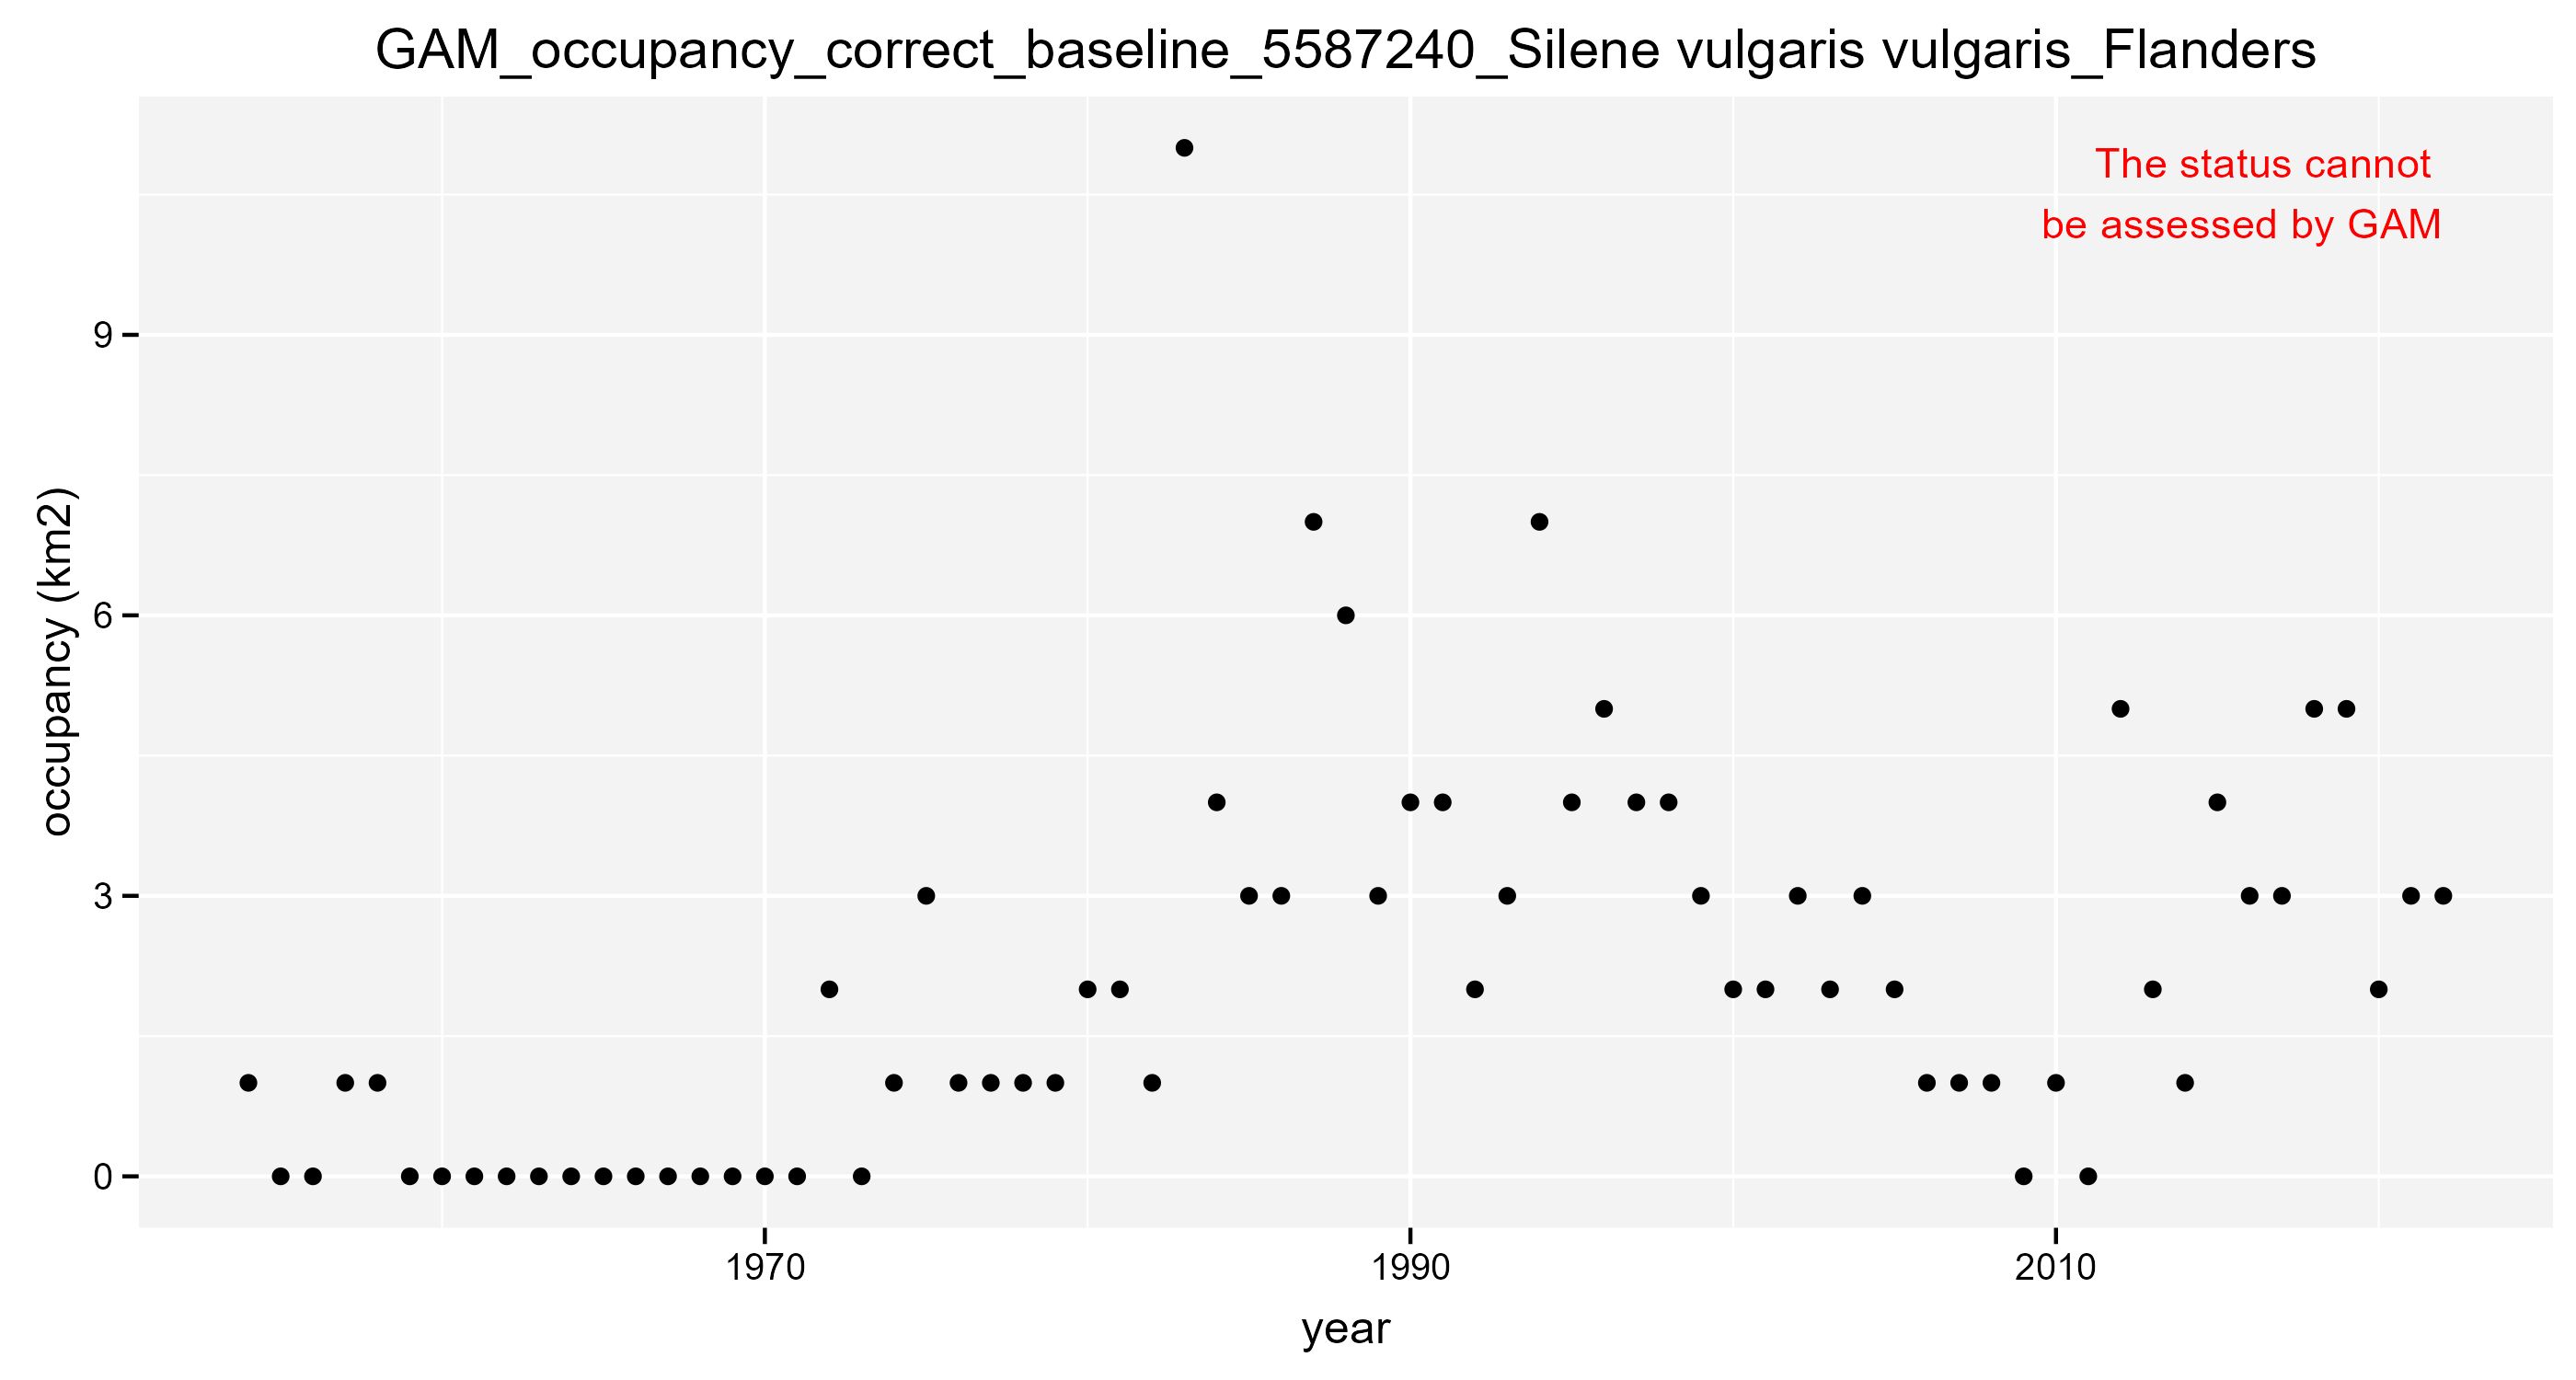 GAM_occupancy_correct_baseline_5587240_Silene vulgaris vulgaris_Flanders
The status cannot
be assessed by GAM
occupancy (km2)
9
6
3
0
1970
1990
2010
year